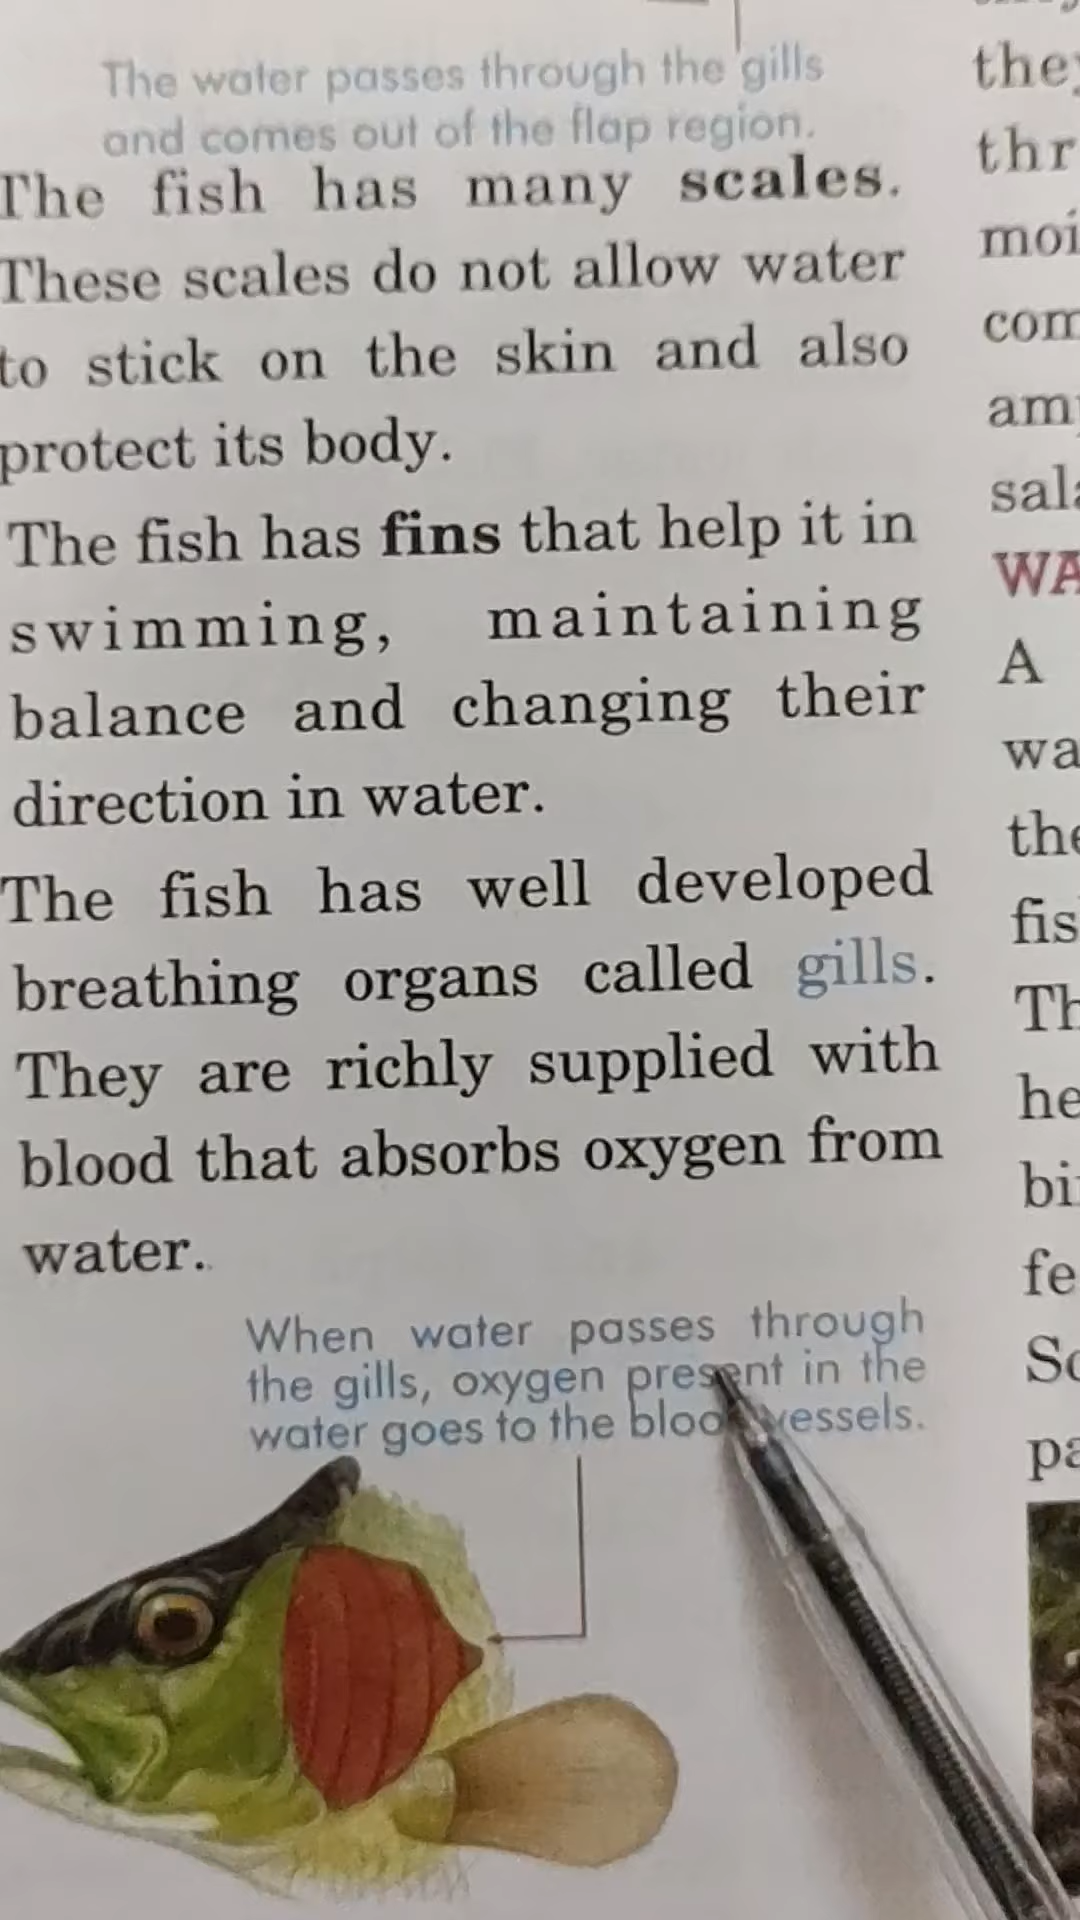 The water passes through the gills
and comes out of the flap region.
The fish has many scales.
These scales do not allow water
to stick on the skin and also
protect its body.
The fish has fins that help it in
swimming, maintaining
balance and changing their
direction in water.
The fish has well developed
breathing organs called gills.
They are richly supplied with
blood that absorbs oxygen from
water.
When water passes through
the gills, oxygen present in the
water goes to the blood vessels.
A